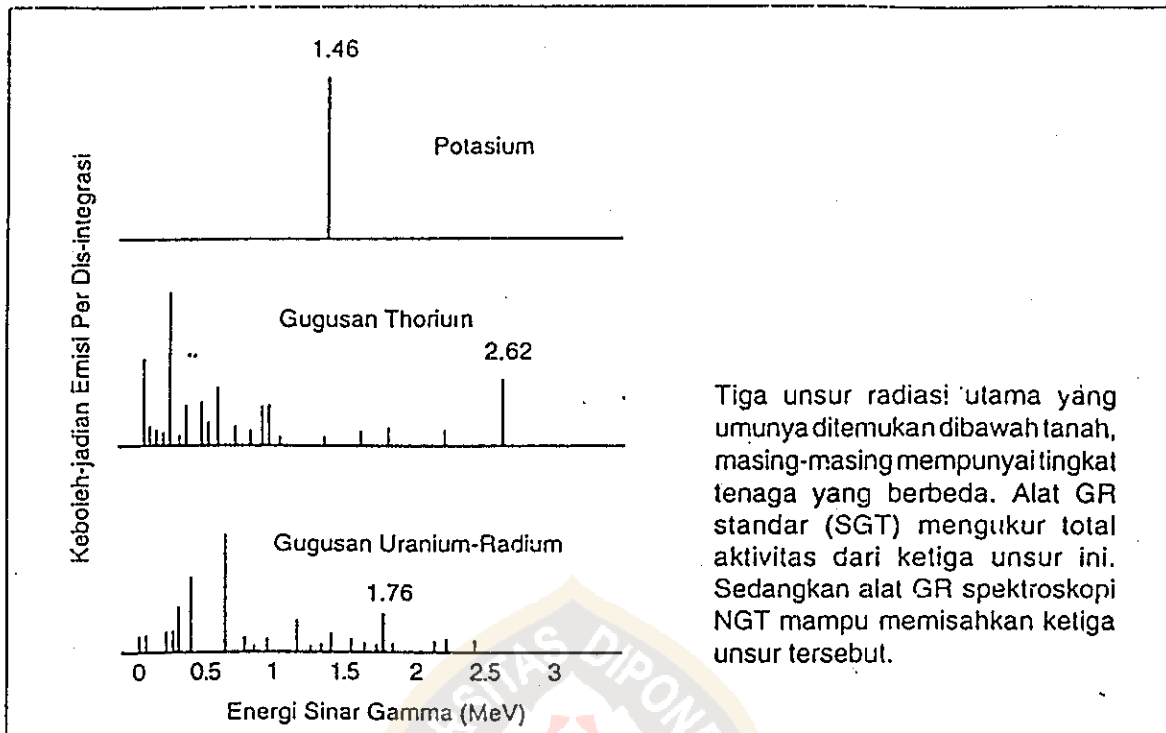 1.46
Potasium
Keboleh-jadian Emisi Per Dis-integrasi
Gugusan Thorium
2.62
Gugusan Uranium-Radium
1.76
0 0.5 1 1.5 2 2.5 3
Energi Sinar Gamma (MeV)
Tiga unsur radiasi utama yang
umunya ditemukan dibawah tanah,
masing-masing mempunyai tingkat
tenaga yang berbeda. Alat GR
standar (SGT) mengukur total
aktivitas dari ketiga unsur ini.
Sedangkan alat GR spektroskopi
NGT mampu memisahkan ketiga
unsur tersebut.